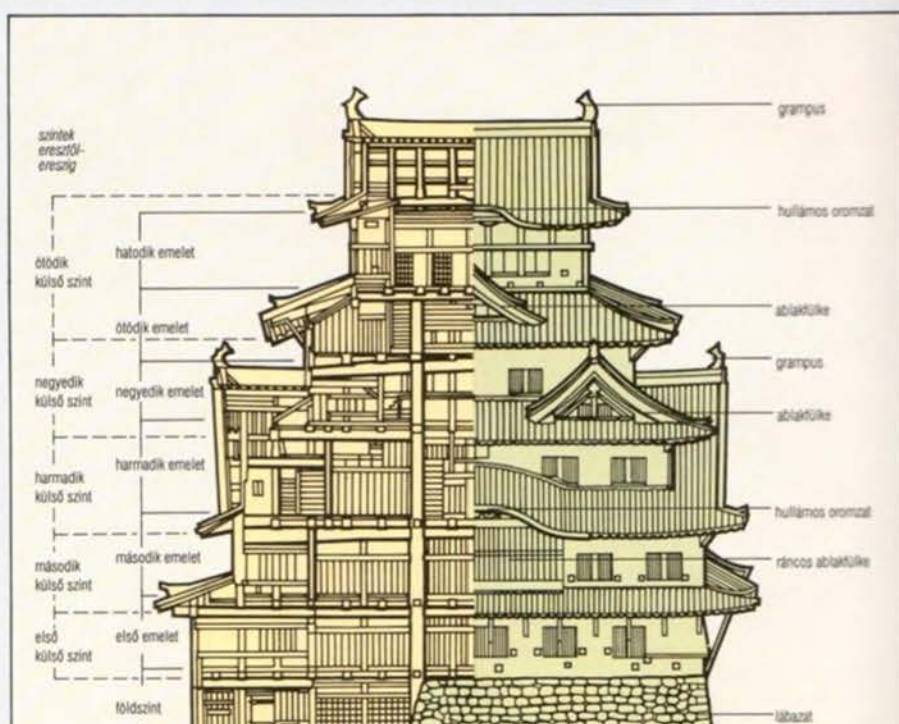 szintek
eresztől-
ereszig
ötödik
külső szint
negyedik
külső szint
harmadik
külső szint
második
külső szint
első
külső szint
hatodik emelet
ötödik emelet
negyedik emelet
harmadik emelet
második emelet
első emelet
földszint
grampus
hullámos oromzat
ablakfülke
grampus
ablakfülke
hullámos oromzat
ráncos ablakfülke
lábazat